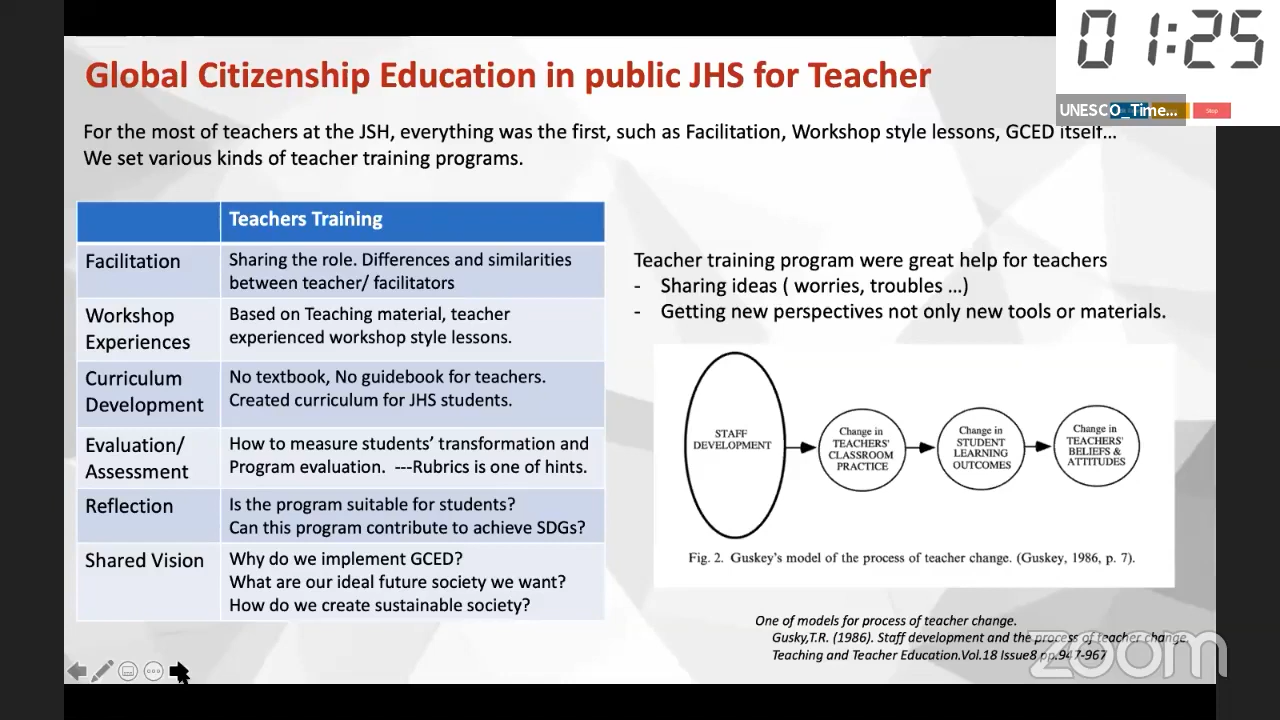 01:25
UNESCO_Time...
Stop
Global Citizenship Education in public JHS for Teacher
For the most of teachers at the JSH, everything was the first, such as Facilitation, Workshop style lessons, GCED itself...
We set various kinds of teacher training programs.
Teachers Training
Facilitation
Sharing the role. Differences and similarities
between teacher/ facilitators
Workshop
Experiences
Based on Teaching material, teacher
experienced workshop style lessons.
Curriculum
Development
No textbook, No guidebook for teachers.
Created curriculum for JHS students.
Evaluation/
Assessment
How to measure students’ transformation and
Program evaluation.  ---Rubrics is one of hints.
Reflection
Is the program suitable for students?
Can this program contribute to achieve SDGs?
Shared Vision
Why do we implement GCED?
What are our ideal future society we want?
How do we create sustainable society?
Teacher training program were great help for teachers
- Sharing ideas ( worries, troubles ...)
- Getting new perspectives not only new tools or materials.
STAFF
DEVELOPMENT
Change in
TEACHERS'
CLASSROOM
PRACTICE
Change in
STUDENT
LEARNING
OUTCOMES
Change in
TEACHERS'
BELIEFS &
ATTITUDES
Fig. 2. Guskey's model of the process of teacher change. (Guskey, 1986, p. 7).
One of models for process of teacher change.
Gusky,T.R. (1986). Staff development and the process of teacher change.
Teaching and Teacher Education.Vol.18 Issue8 pp.947-967
zoom